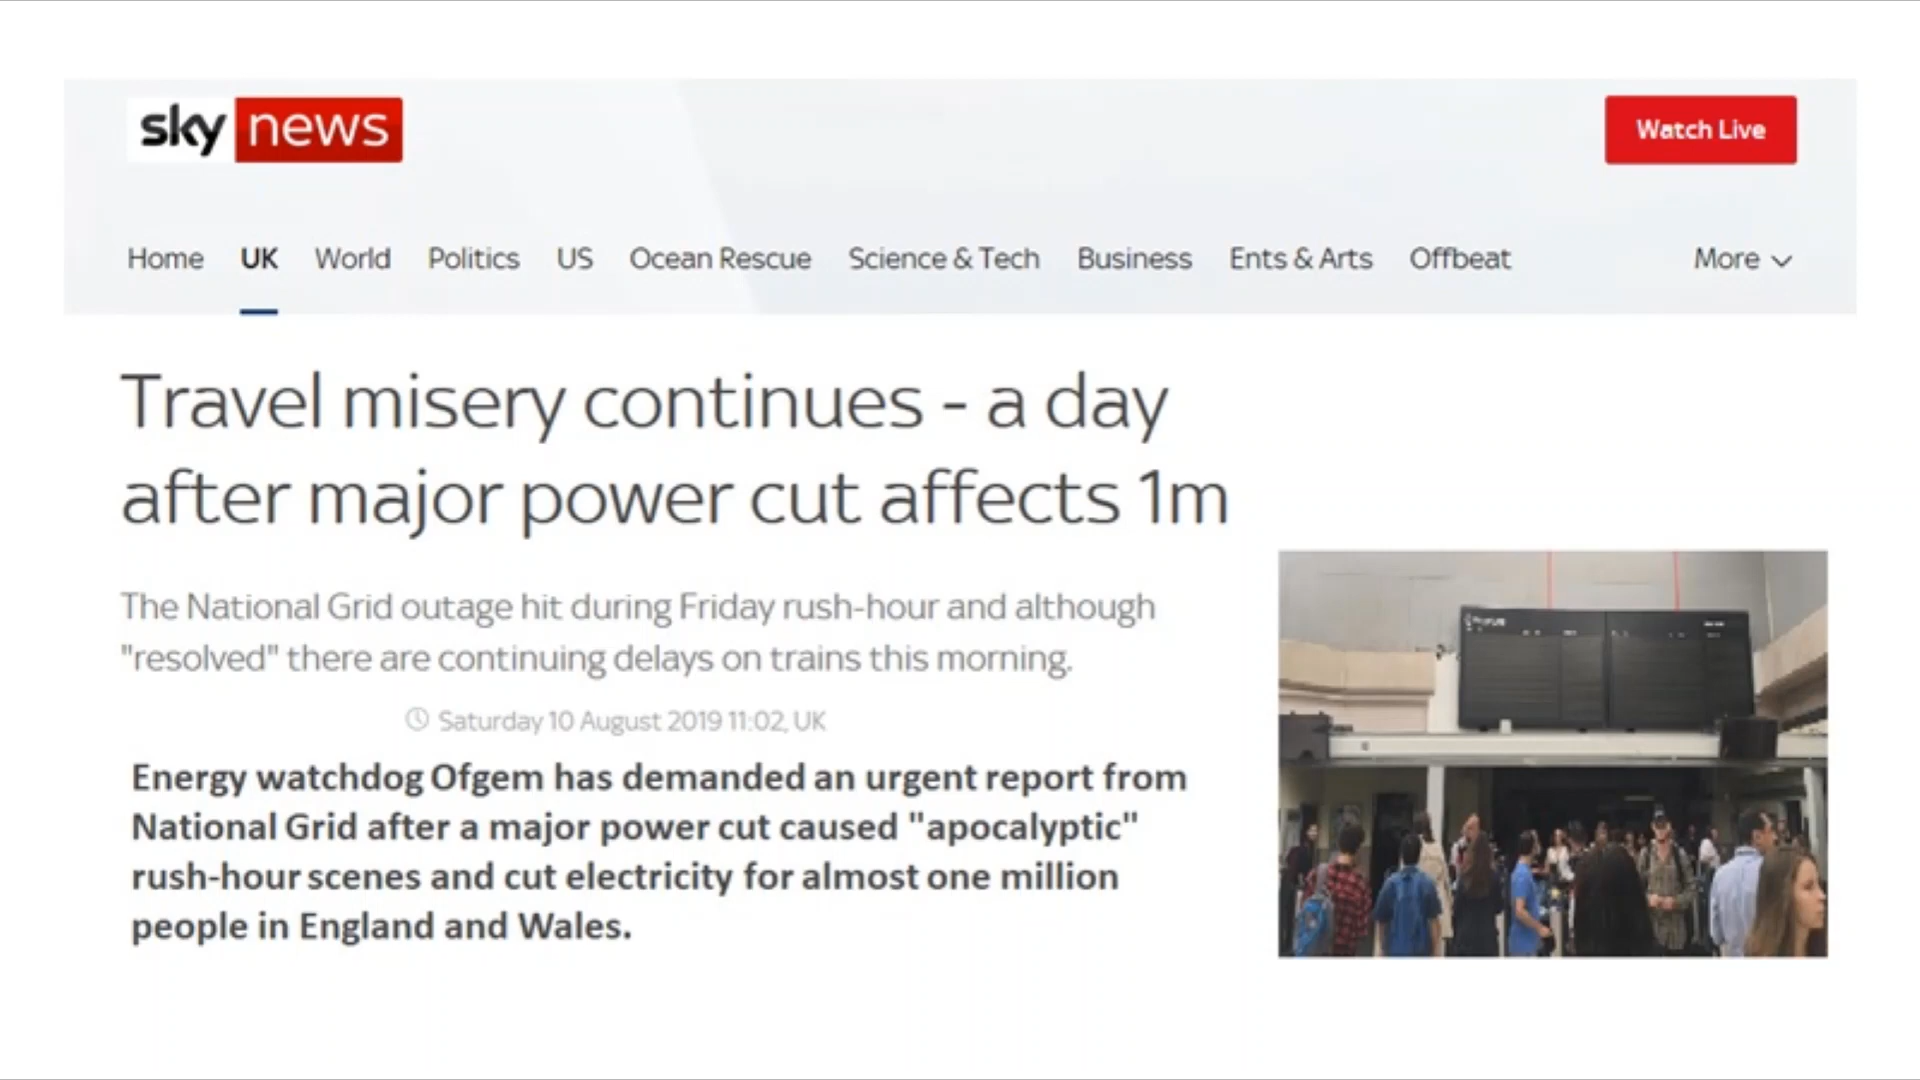 sky news
Watch Live
Home UK World Politics US Ocean Rescue Science & Tech Business Ents & Arts Offbeat More
Travel misery continues - a day
after major power cut affects 1m
The National Grid outage hit during Friday rush-hour and although
"resolved" there are continuing delays on trains this morning.
Saturday 10 August 2019 11:02, UK
Energy watchdog Ofgem has demanded an urgent report from
National Grid after a major power cut caused "apocalyptic"
rush-hour scenes and cut electricity for almost one million
people in England and Wales.